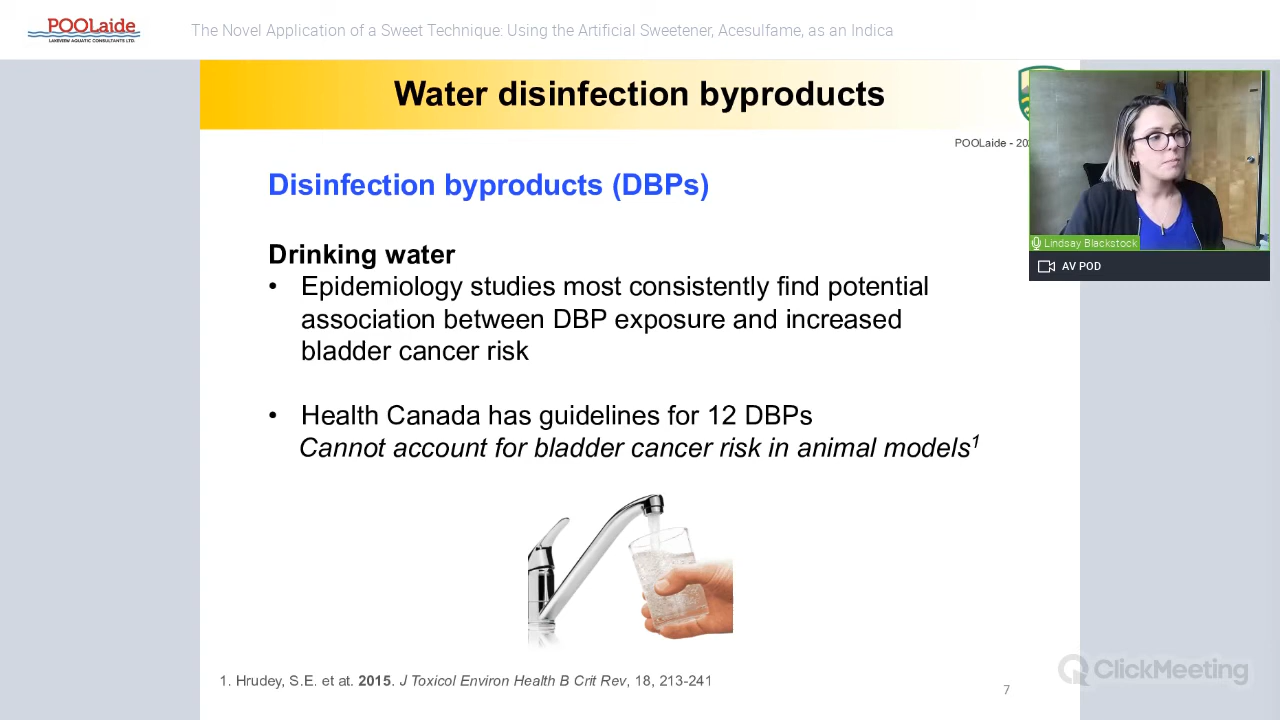 POOLaide
LAKEVIEW AQUATIC CONSULTANTS LTD.
The Novel Application of a Sweet Technique: Using the Artificial Sweetener, Acesulfame, as an Indica
Water disinfection byproducts
POOLaide - 20
Disinfection byproducts (DBPs)
Lindsay Blackstock
AV POD
Drinking water
• Epidemiology studies most consistently find potential
association between DBP exposure and increased
bladder cancer risk
• Health Canada has guidelines for 12 DBPs
Cannot account for bladder cancer risk in animal models1
1. Hrudey, S.E. et at. 2015. J Toxicol Environ Health B Crit Rev, 18, 213-241
7
ClickMeeting